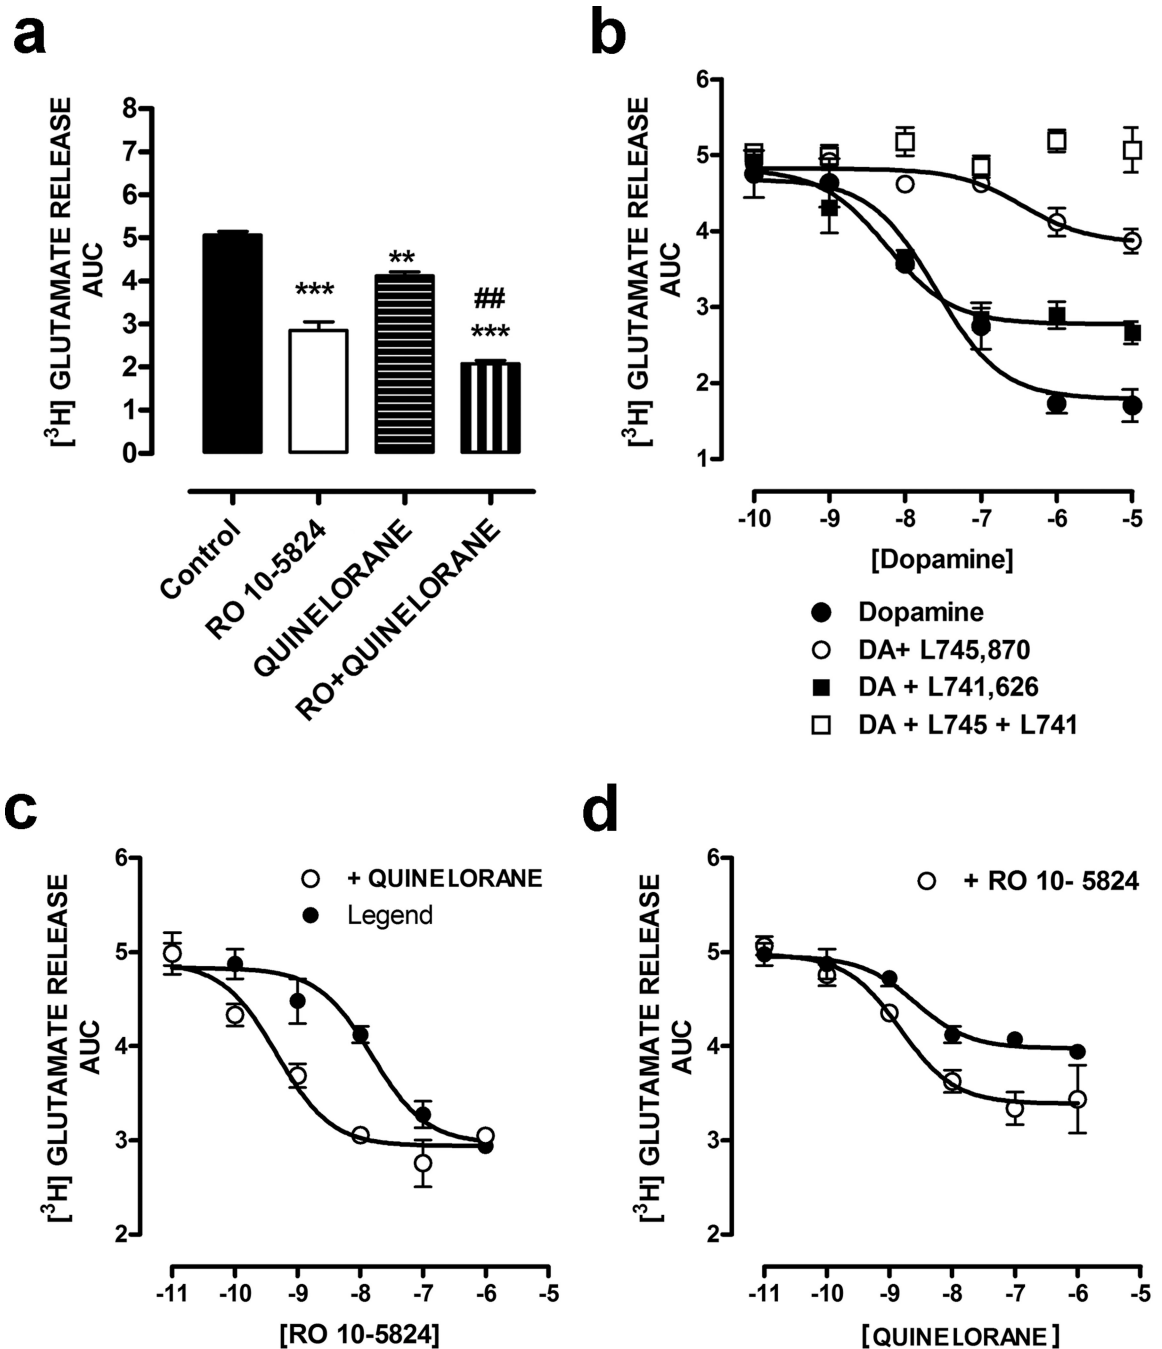 a
[³H] GLUTAMATE RELEASE
AUC
8
7
6
5
4
3
2
1
0
***
**
##
***
Control
RO 10-5824
QUINELORANE
RO+QUINELORANE
b
[³H] GLUTAMATE RELEASE
AUC
6
5
4
3
2
1
-10 -9 -8 -7 -6 -5
[Dopamine]
Dopamine
DA+ L745,870
DA + L741,626
DA + L745 + L741
c
[³H] GLUTAMATE RELEASE
AUC
6
5
4
3
2
+ QUINELORANE
Legend
-11 -10 -9 -8 -7 -6 -5
[RO 10-5824]
d
[³H] GLUTAMATE RELEASE
AUC
6
5
4
3
2
+ RO 10- 5824
-11 -10 -9 -8 -7 -6 -5
[QUINELORANE]